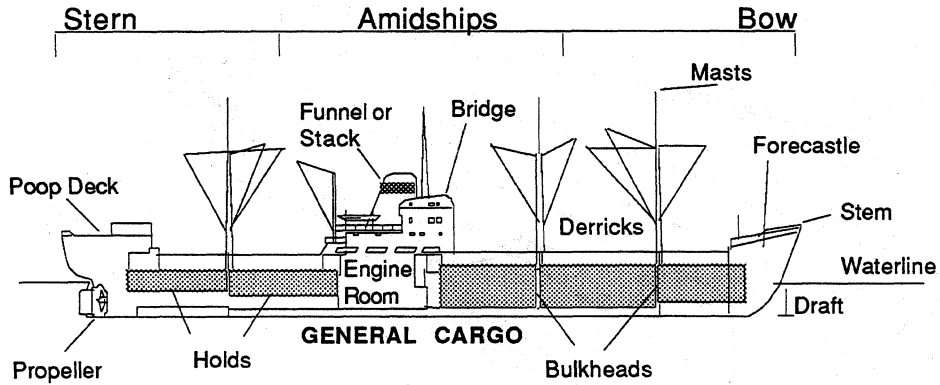 Stern Amidships Bow
Masts
Funnel or
Stack
Bridge
Forecastle
Poop Deck
Stem
Derricks
Engine
Room
Waterline
Draft
GENERAL CARGO
Holds
Bulkheads
Propeller